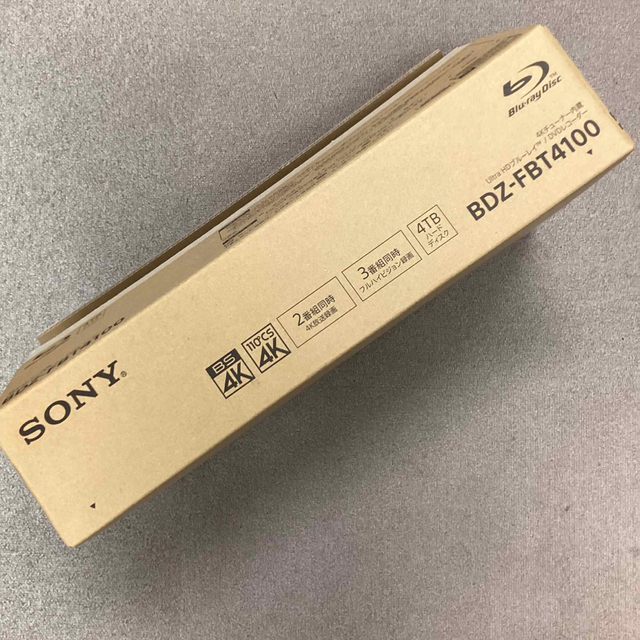 SONY®
BS
4K
110°CS
4K
2番組同時
4K放送録画
3番組同時
フルハイビジョン録画
4TB
ハード
ディスク
Blu-ray Disc™
4Kチューナー内蔵
Ultra HDブルーレイ™ / DVDレコーダー
BDZ-FBT4100